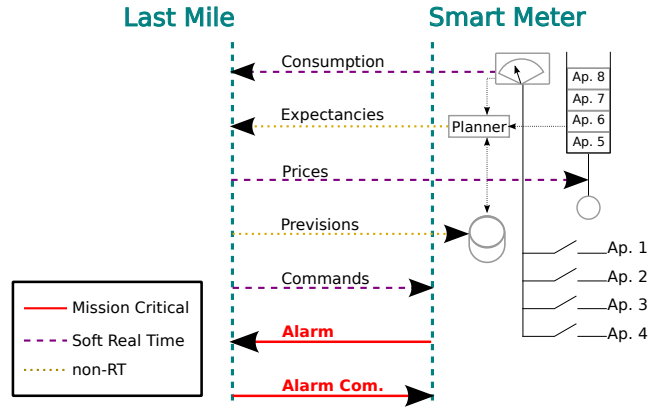 Last Mile
Smart Meter
Consumption
Ap. 8
Ap. 7
Expectancies
Planner
Ap. 6
Ap. 5
Prices
Previsions
Ap. 1
Commands
Ap. 2
Mission Critical
Ap. 3
Alarm
Ap. 4
Soft Real Time
non-RT
Alarm Com.